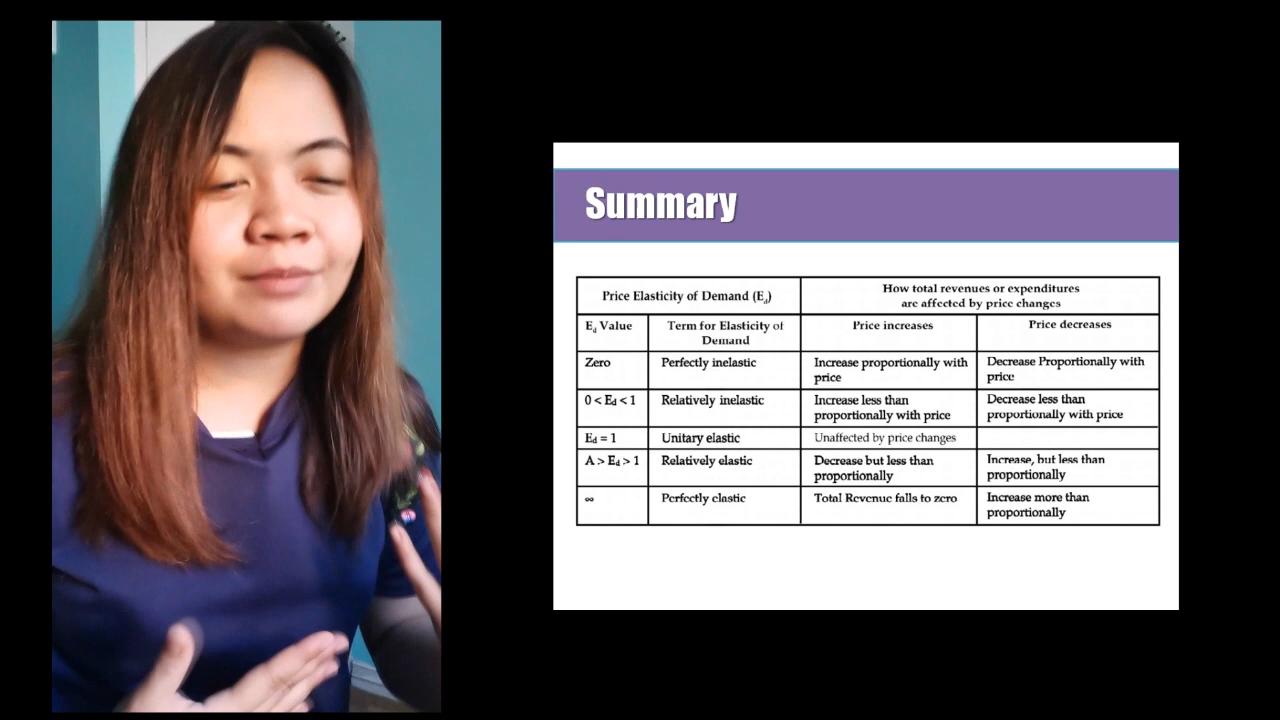 Summary
Price Elasticity of Demand (Ed)
How total revenues or expenditures
are affected by price changes
Ed Value
Term for Elasticity of
Demand
Price increases
Price decreases
Zero
Perfectly inelastic
Increase proportionally with
price
Decrease Proportionally with
price
0 < Ed < 1
Relatively inelastic
Increase less than
proportionally with price
Decrease less than
proportionally with price
Ed = 1
Unitary elastic
Unaffected by price changes
A > Ed > 1
Relatively elastic
Decrease but less than
proportionally
Increase, but less than
proportionally
∞
Perfectly elastic
Total Revenue falls to zero
Increase more than
proportionally